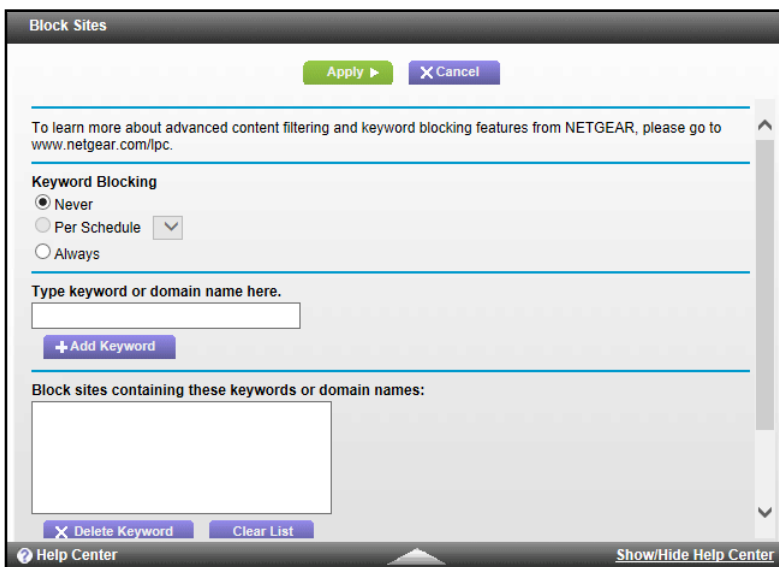 Block Sites
Apply
Cancel
To learn more about advanced content filtering and keyword blocking features from NETGEAR, please go to
www.netgear.com/lpc.
Keyword Blocking
Never
Per Schedule
Always
Type keyword or domain name here.
Add Keyword
Block sites containing these keywords or domain names:
Delete Keyword
Clear List
Help Center
Show/Hide Help Center